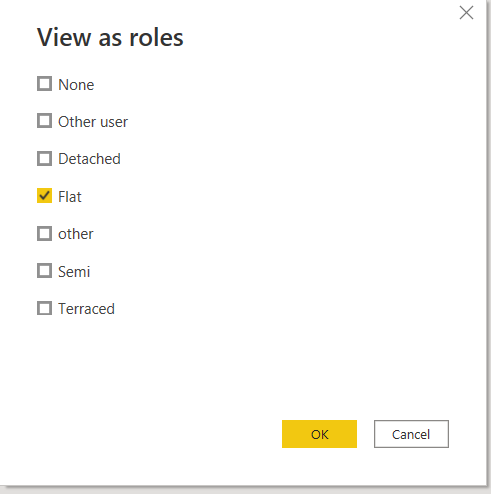 View as roles
None
Other user
Detached
Flat
other
Semi
Terraced
OK
Cancel